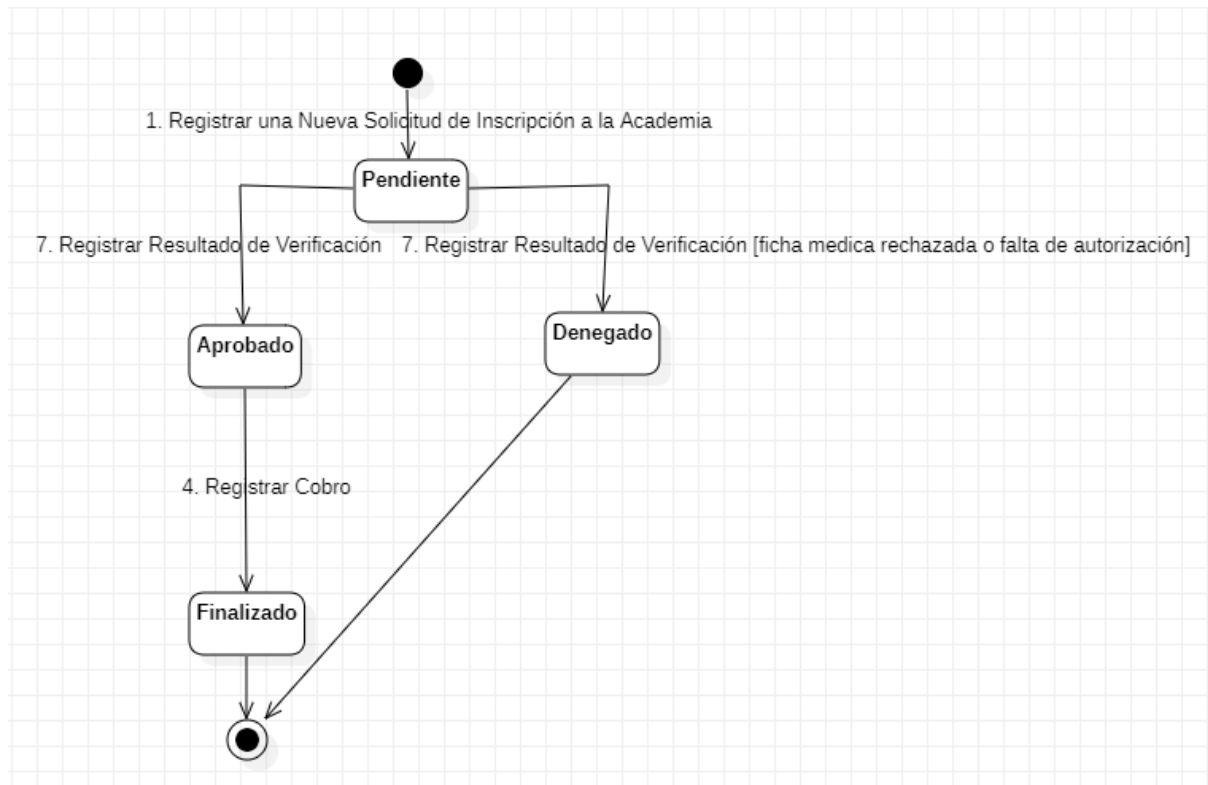 1. Registrar una Nueva Solicitud de Inscripción a la Academia
Pendiente
7. Registrar Resultado de Verificación
7. Registrar Resultado de Verificación [ficha medica rechazada o falta de autorización]
Aprobado
Denegado
4. Registrar Cobro
Finalizado